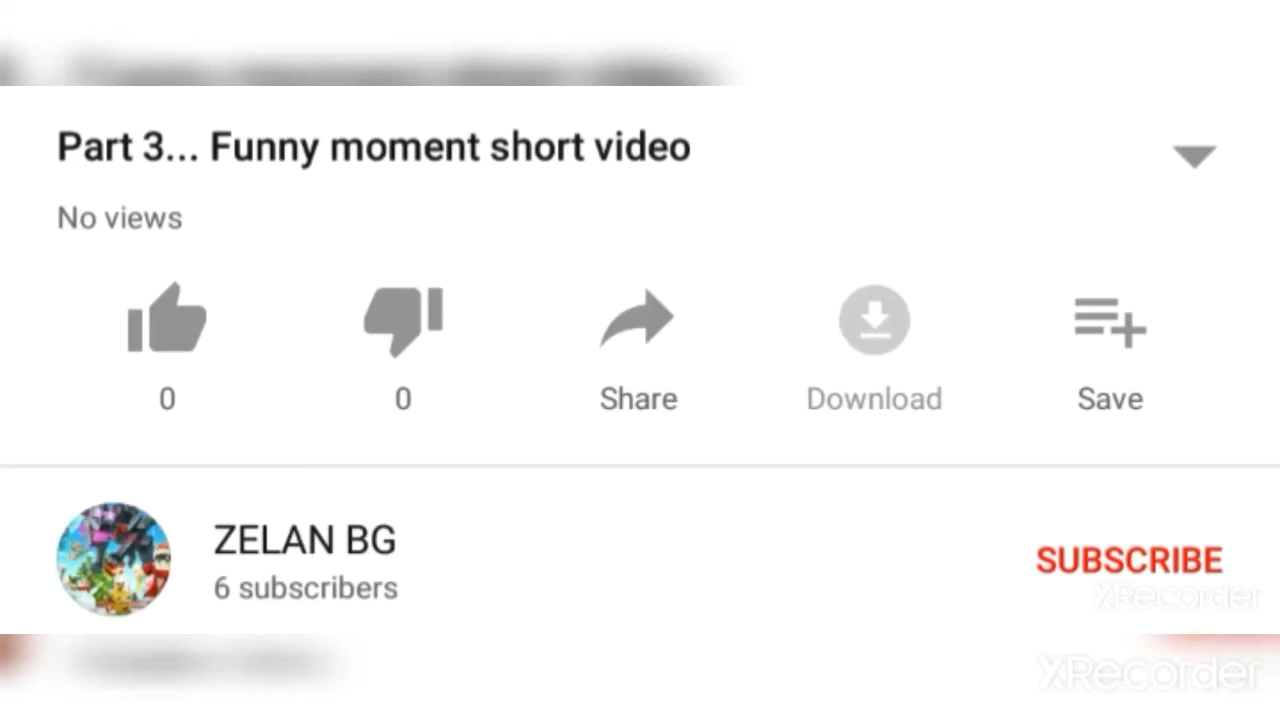 Part 3... Funny moment short video
No views
0
0
Share
Download
Save
ZELAN BG
6 subscribers
SUBSCRIBE
XRecorder
XRecorder